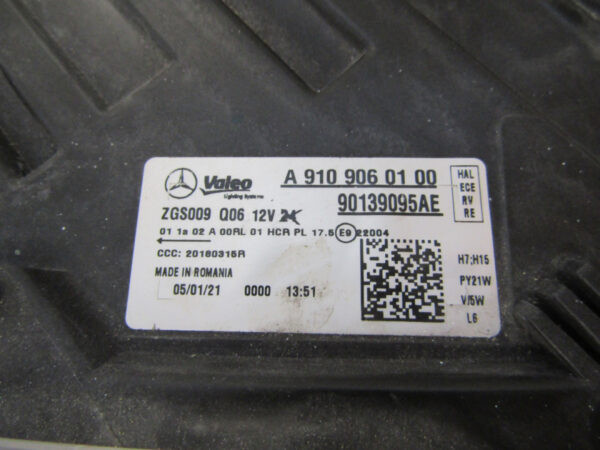 Valeo A 910 906 01 00
Lighting Systems
90139095AE
HAL
ECE
RV
RE
ZGS009 Q06 12V
01 1a 02 A 00RL 01 HCR PL 17.5 E9 22004
CCC: 20180315R
MADE IN ROMANIA
05/01/21 0000 13:51
H7;H15
PY21W
W5W
L6